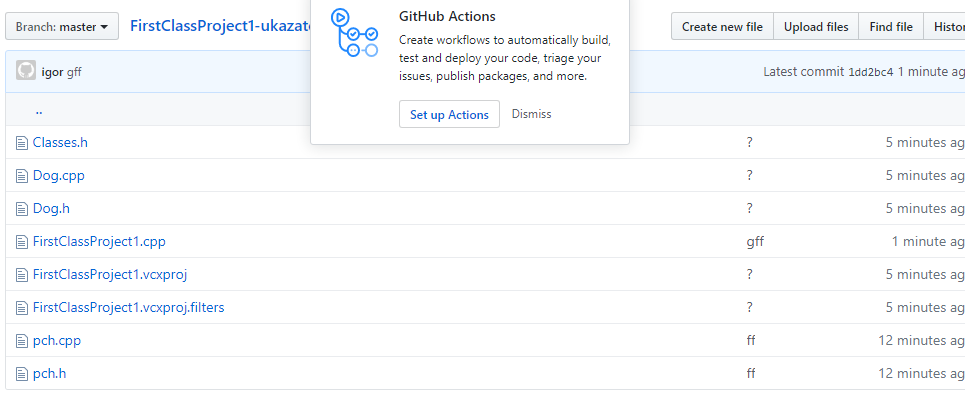 Branch: master
FirstClassProject1-ukazat
Create new file
Upload files
Find file
GitHub Actions
Create workflows to automatically build,
test and deploy your code, triage your
issues, publish packages, and more.
Set up Actions
Dismiss
igor gff
Latest commit 1dd2bc4 1 minute ag
..
Classes.h ? 5 minutes ag
Dog.cpp ? 5 minutes ag
Dog.h ? 5 minutes ag
FirstClassProject1.cpp gff 1 minute ag
FirstClassProject1.vcxproj ? 5 minutes ag
FirstClassProject1.vcxproj.filters ? 5 minutes ag
pch.cpp ff 12 minutes ag
pch.h ff 12 minutes ag